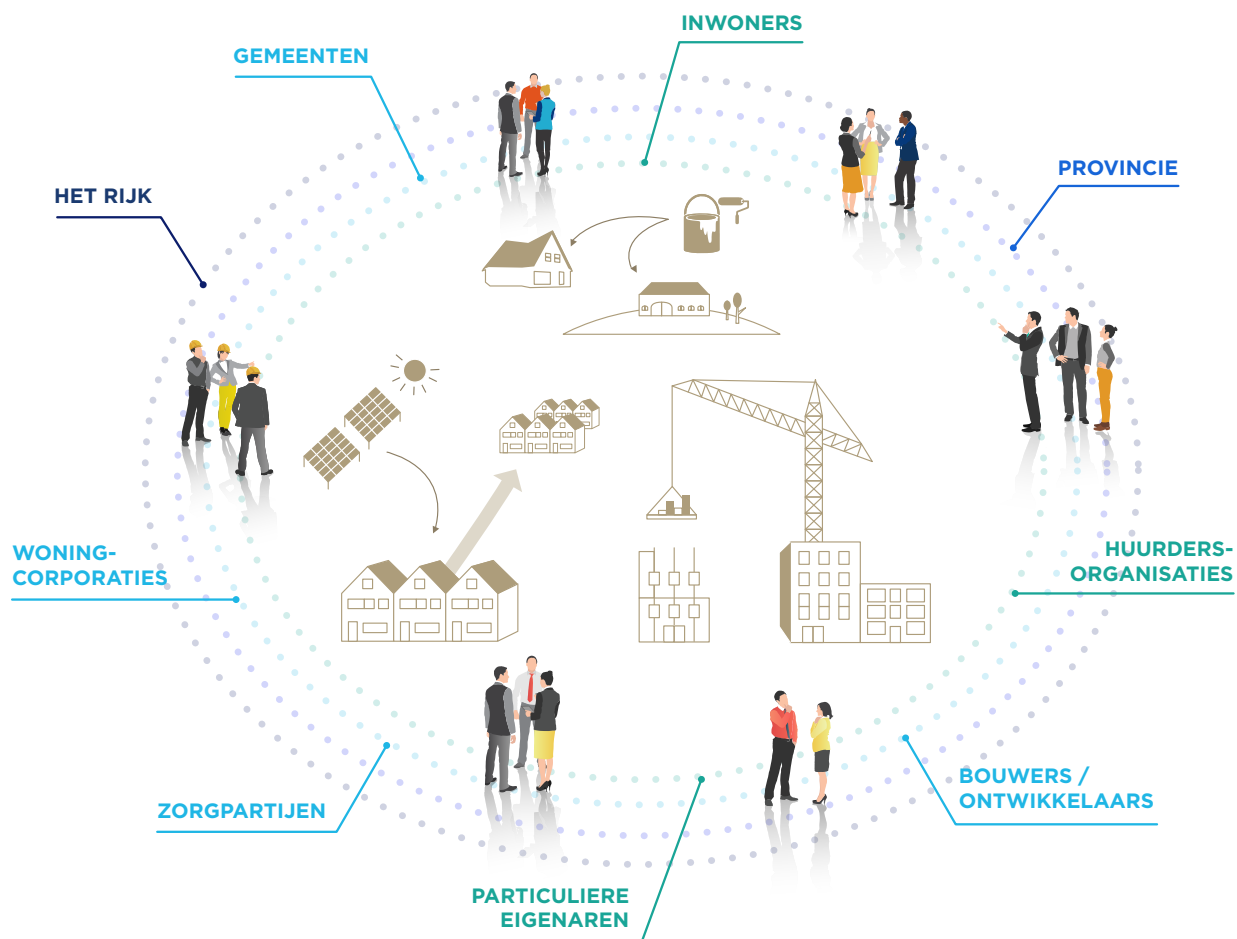 INWONERS
GEMEENTEN
PROVINCIE
HET RIJK
WONING-
CORPORATIES
HUURDERS-
ORGANISATIES
BOUWERS /
ONTWIKKELAARS
ZORGPARTIJEN
PARTICULIERE
EIGENAREN